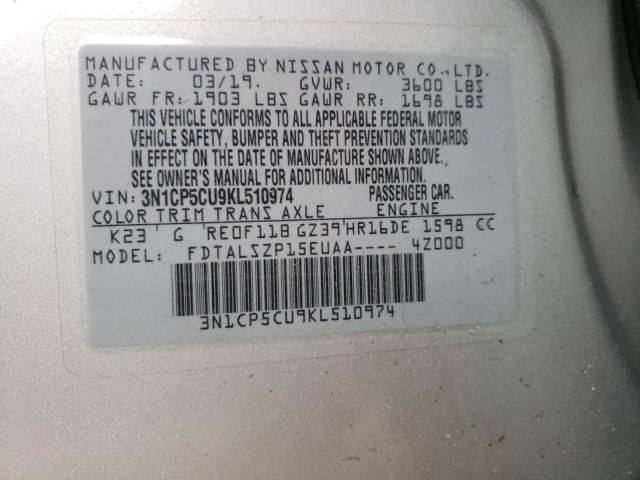 MANUFACTURED BY NISSAN MOTOR CO.,LTD.
DATE: 03/19. GVWR: 3600 LBS
GAWR FR: 1903 LBS GAWR RR: 1698 LBS
THIS VEHICLE CONFORMS TO ALL APPLICABLE FEDERAL MOTOR
VEHICLE SAFETY, BUMPER AND THEFT PREVENTION STANDARDS
IN EFFECT ON THE DATE OF MANUFACTURE SHOWN ABOVE.
SEE OWNER'S MANUAL FOR ADDITIONAL INFORMATION.
VIN: 3N1CP5CU9KL510974 PASSENGER CAR.
COLOR TRIM TRANS AXLE ENGINE
K23 G RE0F11B GZ39 HR16DE 1598 CC
MODEL: FDTALSZP15EUAA---- 4Z000
3N1CP5CU9KL510974